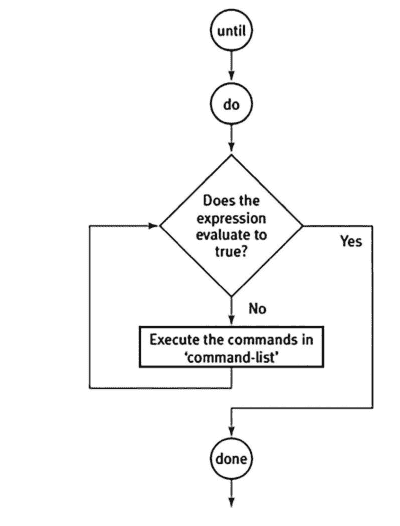 until
do
Does the
expression
evaluate to
true?
Yes
No
Execute the commands in
'command-list'
done